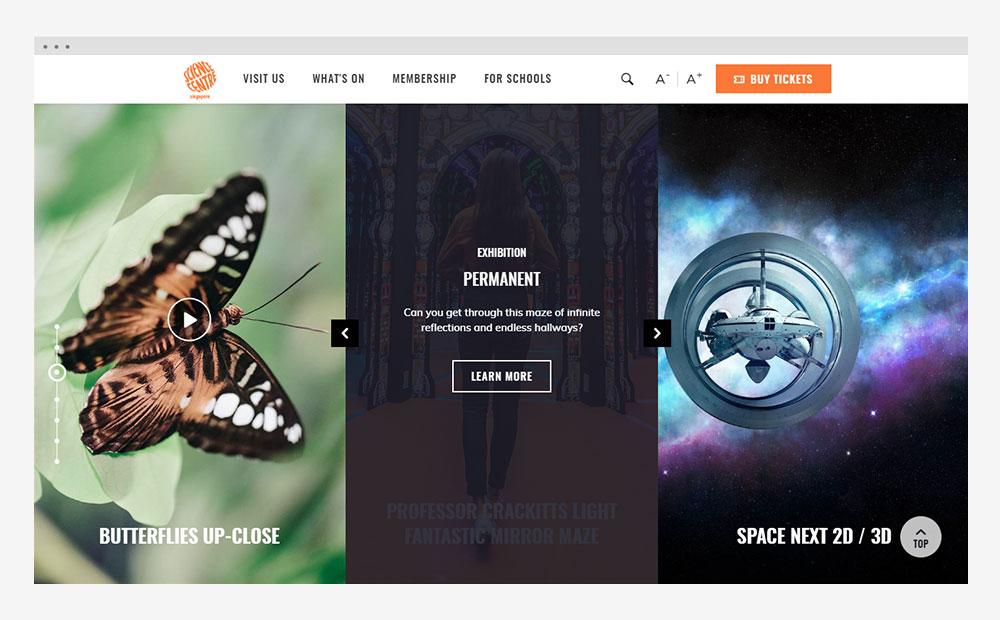 SCIENCE
CENTRE
singapore
VISIT US
WHAT'S ON
MEMBERSHIP
FOR SCHOOLS
A-
A+
BUY TICKETS
EXHIBITION
PERMANENT
Can you get through this maze of infinite
reflections and endless hallways?
LEARN MORE
PROFESSOR CRACKITTS LIGHT
FANTASTIC MIRROR MAZE
BUTTERFLIES UP-CLOSE
SPACE NEXT 2D / 3D
TOP